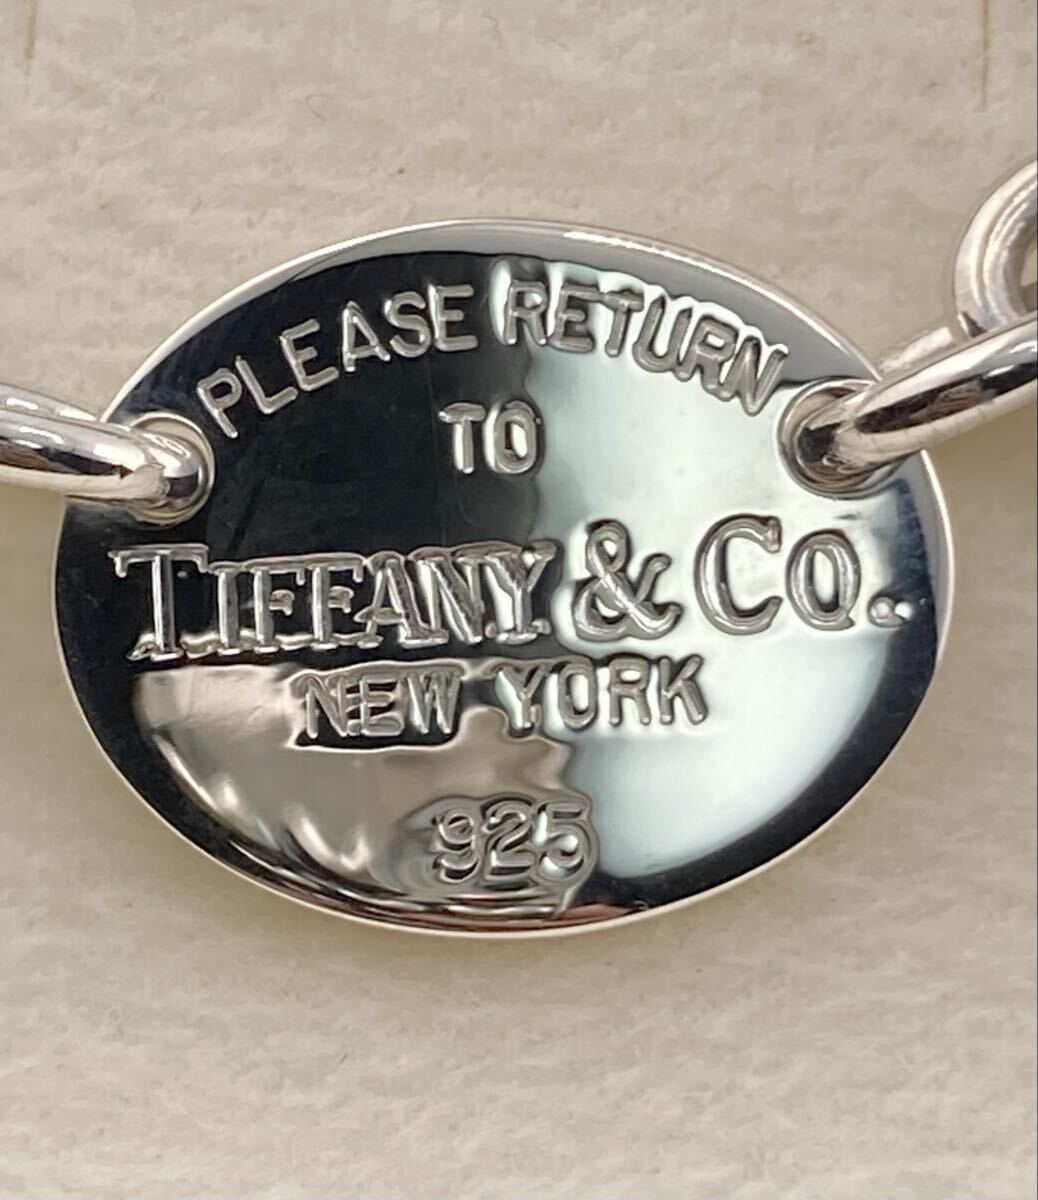 PLEASE RETURN
TO
TIFFANY & CO.
NEW YORK
925